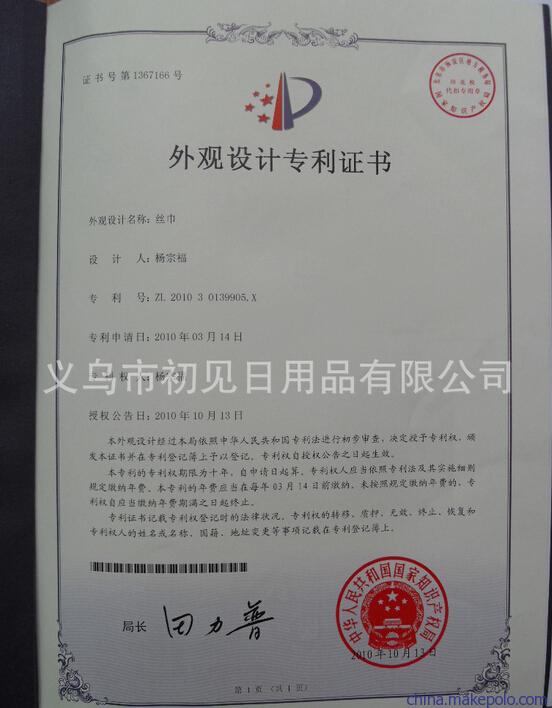 证书号第1367166号
外观设计专利证书
外观设计名称：丝巾
设 计 人：杨宗福
专 利 号：ZL 2010 3 0139905.X
专利申请日：2010年03月14日
义乌市初见日用品有限公司
授权公告日：2010年10月13日
本外观设计经过本局依照中华人民共和国专利法进行初步审查，决定授予专利权，颁
发本证书并在专利登记簿上予以登记。专利权自授权公告之日起生效。
本专利的专利权期限为十年，自申请日起算。专利权人应当依照专利法及其实施细则
规定缴纳年费。本专利的年费应当在每年03月14日前缴纳。未按照规定缴纳年费的，专
利权自应当缴纳年费期满之日起终止。
专利证书记载专利权登记时的法律状况。专利权的转移、质押、无效、终止、恢复和
专利权人的姓名或名称、国籍、地址变更等事项记载在专利登记簿上。
局长
田力普
中华人民共和国国家知识产权局
2010年10月13日
第1页（共1页）
china.makepolo.com